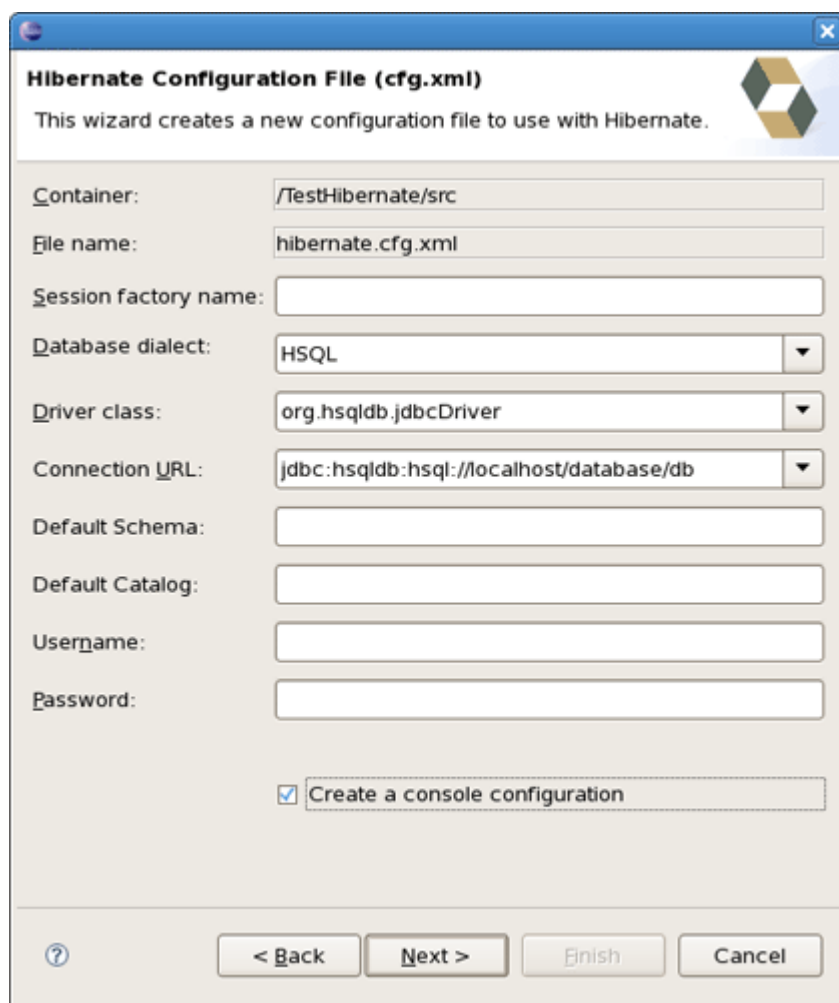 Hibernate Configuration File (cfg.xml)
This wizard creates a new configuration file to use with Hibernate.
Container: /TestHibernate/src
File name: hibernate.cfg.xml
Session factory name:
Database dialect: HSQL
Driver class: org.hsqldb.jdbcDriver
Connection URL: jdbc:hsqldb:hsql://localhost/database/db
Default Schema:
Default Catalog:
Username:
Password:
Create a console configuration
< Back Next > Finish Cancel